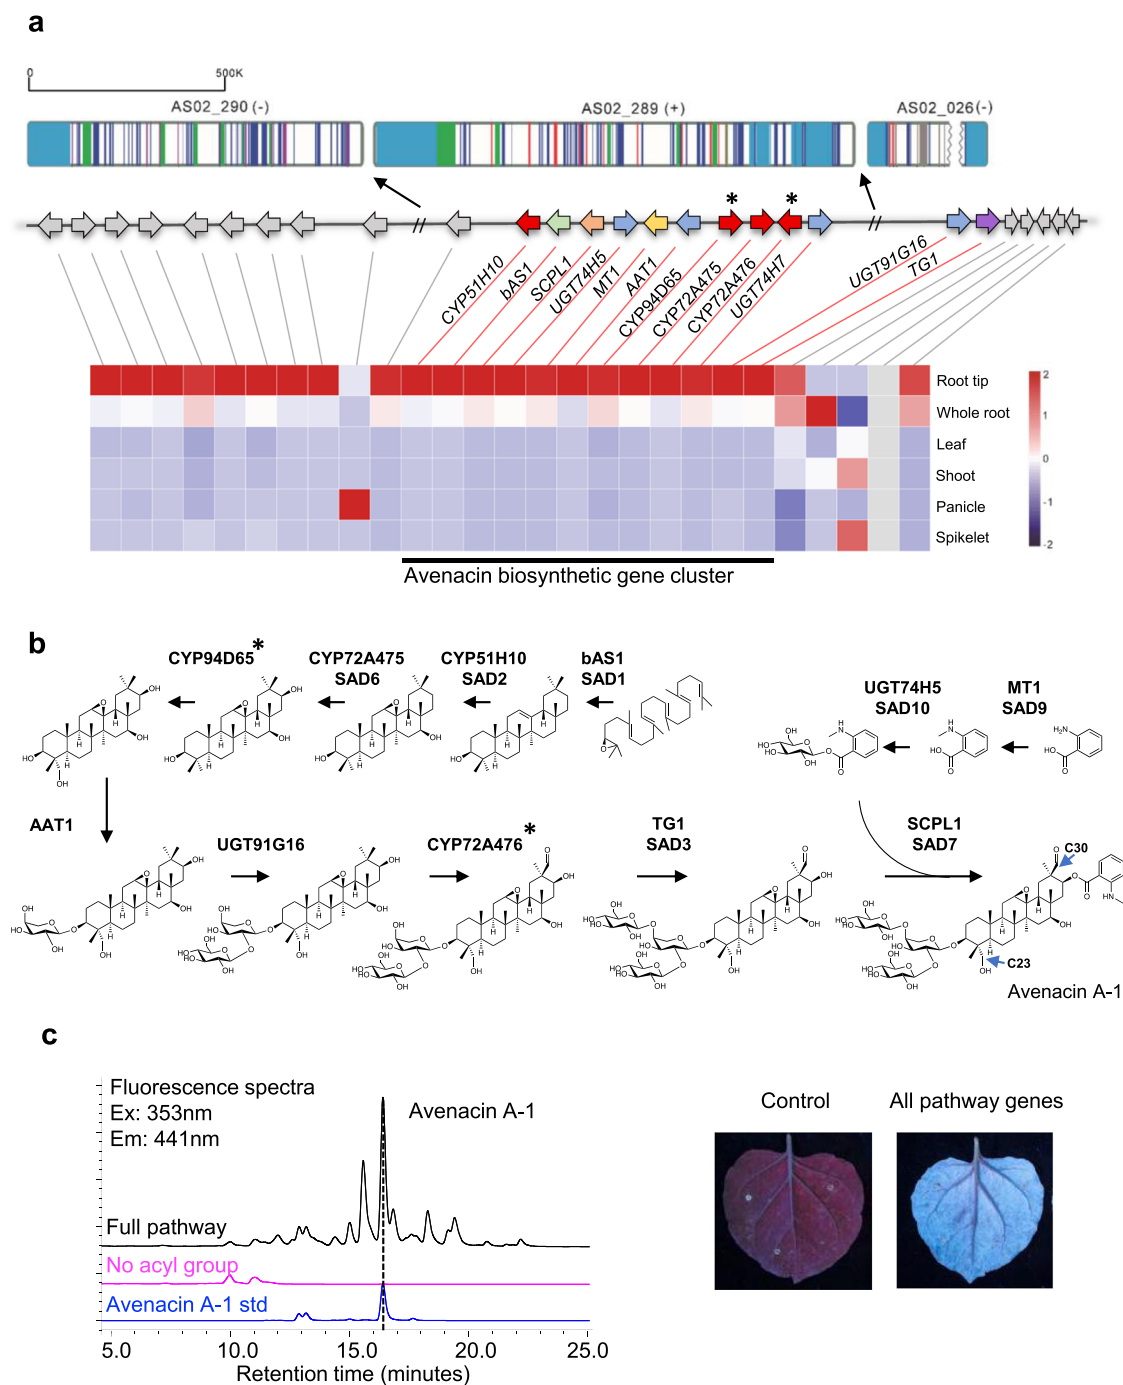 a
0
500K
AS02_290 (-)
AS02_289 (+)
AS02_026(-)
*
*
CYP51H10
bAS1
SCPL1
UGT74H5
MT1
AAT1
CYP94D65
CYP72A475
CYP72A476
UGT74H7
UGT91G16
TG1
Root tip
Whole root
Leaf
Shoot
Panicle
Spikelet
2
1
0
-1
-2
Avenacin biosynthetic gene cluster
b
CYP94D65*
CYP72A475
SAD6
CYP51H10
SAD2
bAS1
SAD1
UGT74H5
SAD10
MT1
SAD9
AAT1
UGT91G16
CYP72A476*
TG1
SAD3
SCPL1
SAD7
C30
C23
Avenacin A-1
c
Fluorescence spectra
Ex: 353nm
Em: 441nm
Avenacin A-1
Full pathway
No acyl group
Avenacin A-1 std
5.0 10.0 15.0 20.0 25.0
Retention time (minutes)
Control
All pathway genes